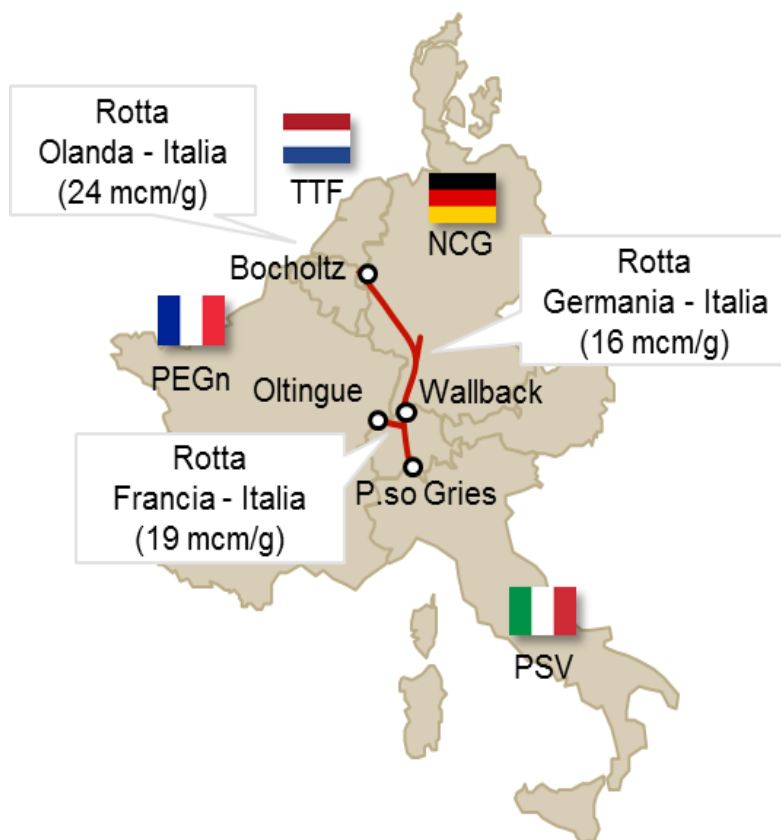 Rotta
Olanda - Italia
(24 mcm/g)
TTF
NCG
Bocholtz
Rotta
Germania - Italia
(16 mcm/g)
PEGn
Oltingue
Wallback
Rotta
Francia - Italia
(19 mcm/g)
P.so Gries
PSV